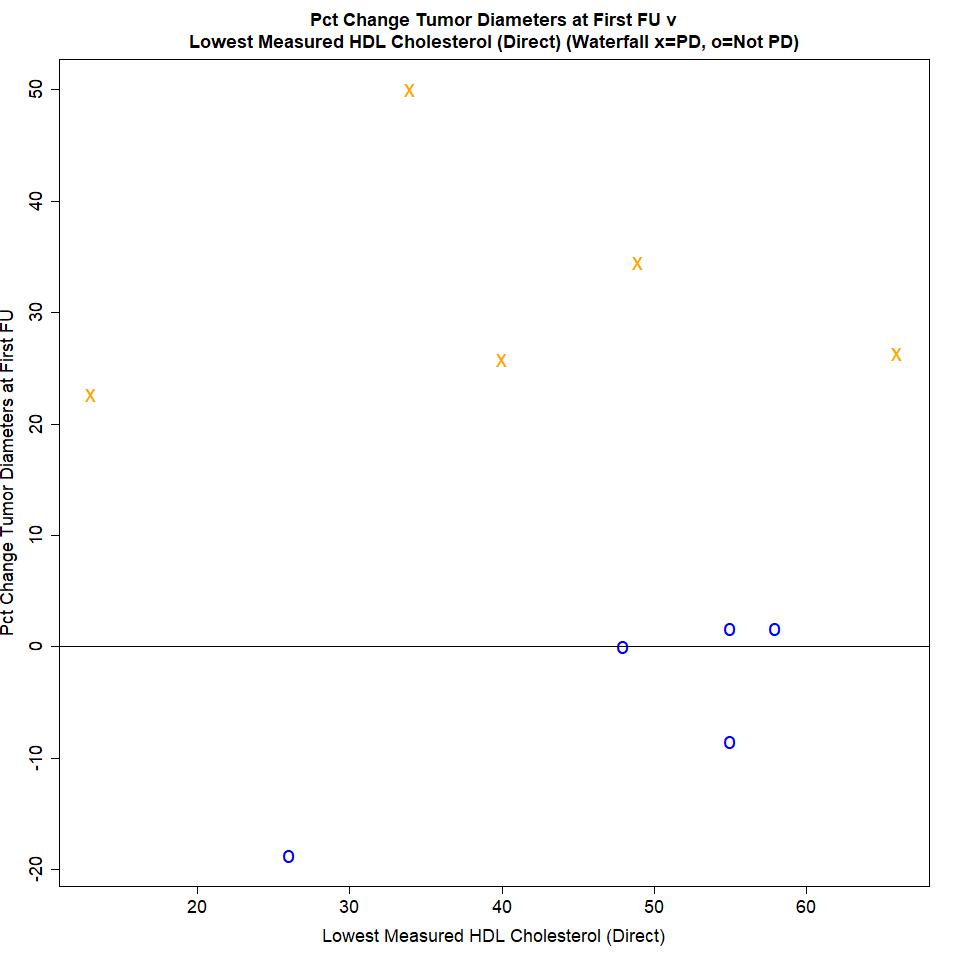 Pct Change Tumor Diameters at First FU v
Lowest Measured HDL Cholesterol (Direct) (Waterfall x=PD, o=Not PD)
Pct Change Tumor Diameters at First FU
50
40
30
20
10
0
-10
-20
X
X
X
X
X
O
O
O
O
O
20
30
40
50
60
Lowest Measured HDL Cholesterol (Direct)